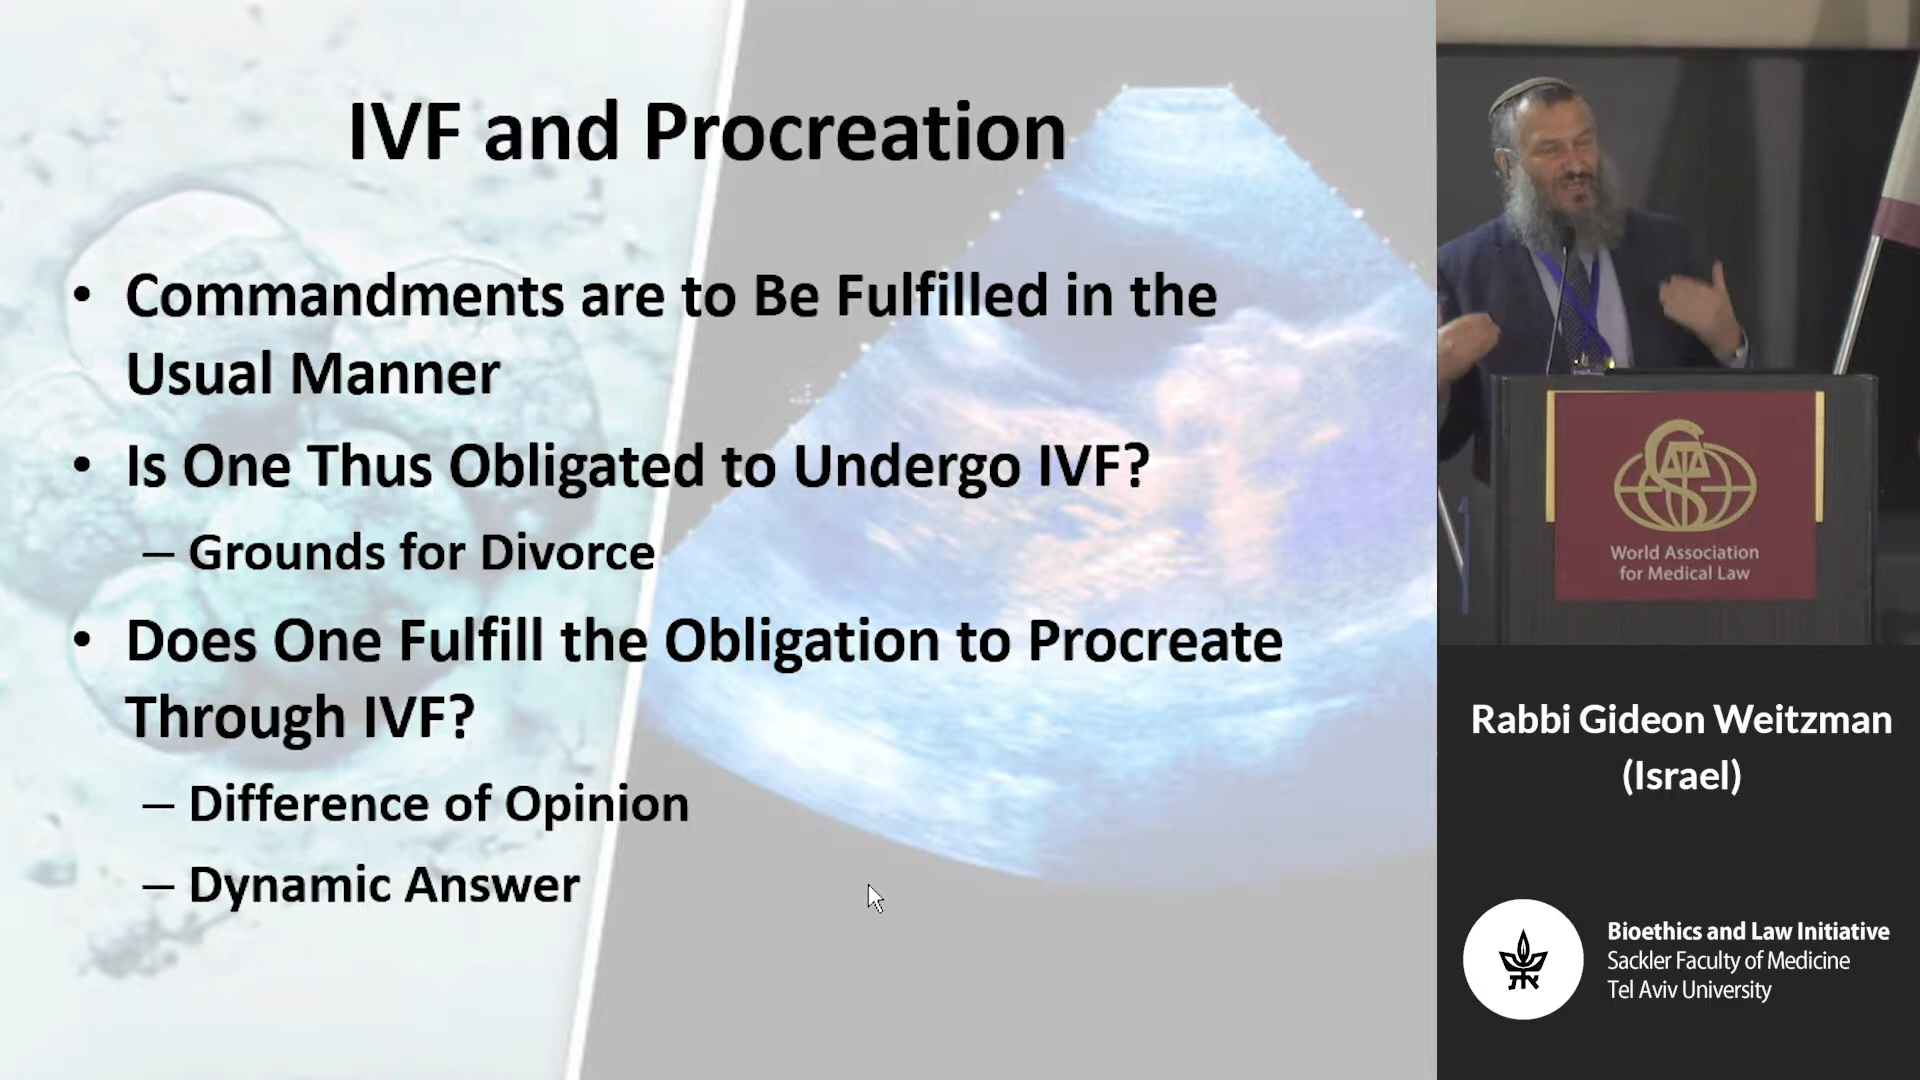 IVF and Procreation
• Commandments are to Be Fulfilled in the
Usual Manner
• Is One Thus Obligated to Undergo IVF?
– Grounds for Divorce
• Does One Fulfill the Obligation to Procreate
Through IVF?
– Difference of Opinion
– Dynamic Answer
World Association
for Medical Law
Rabbi Gideon Weitzman
(Israel)
Bioethics and Law Initiative
Sackler Faculty of Medicine
Tel Aviv University